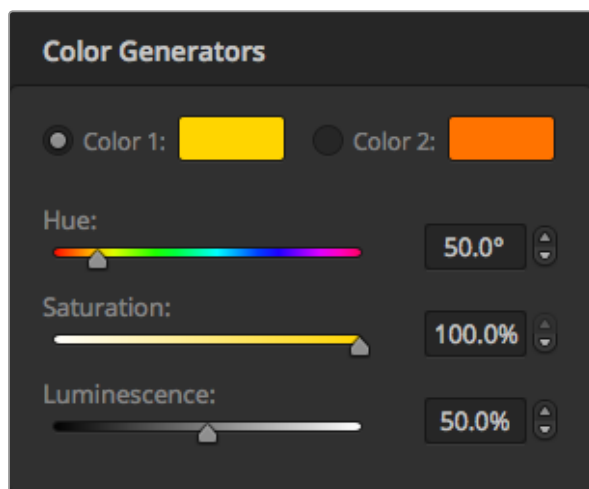 Color Generators
Color 1: Color 2:
Hue:
50.0°
Saturation:
100.0%
Luminescence:
50.0%